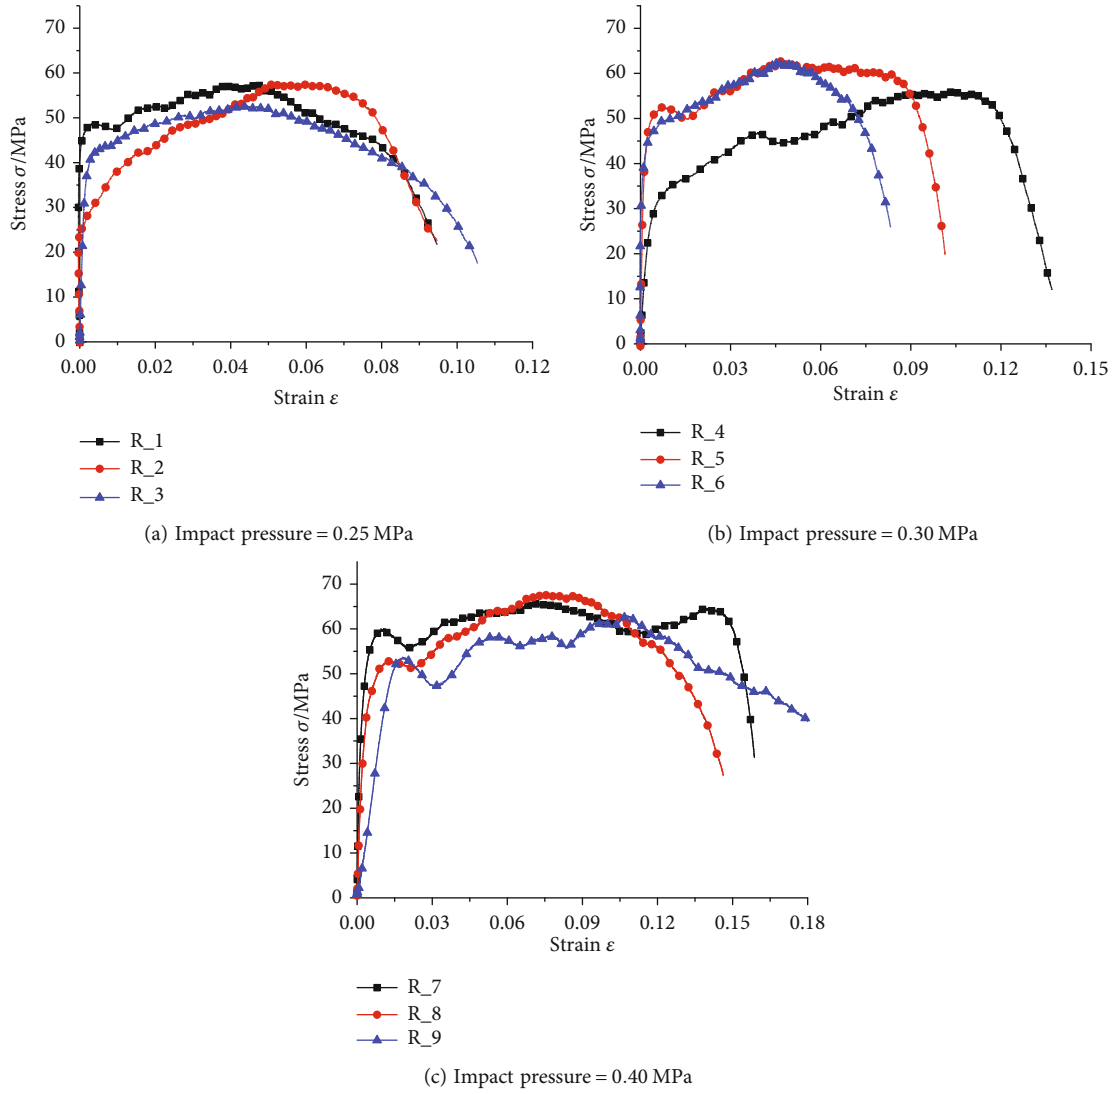 70
60
50
40
30
20
10
0
Stress σ/MPa
0.00 0.02 0.04 0.06 0.08 0.10 0.12
Strain ε
R_1
R_2
R_3
(a) Impact pressure = 0.25 MPa
70
60
50
40
30
20
10
0
Stress σ/MPa
0.00 0.03 0.06 0.09 0.12 0.15
Strain ε
R_4
R_5
R_6
(b) Impact pressure = 0.30 MPa
70
60
50
40
30
20
10
0
Stress σ/MPa
0.00 0.03 0.06 0.09 0.12 0.15 0.18
Strain ε
R_7
R_8
R_9
(c) Impact pressure = 0.40 MPa